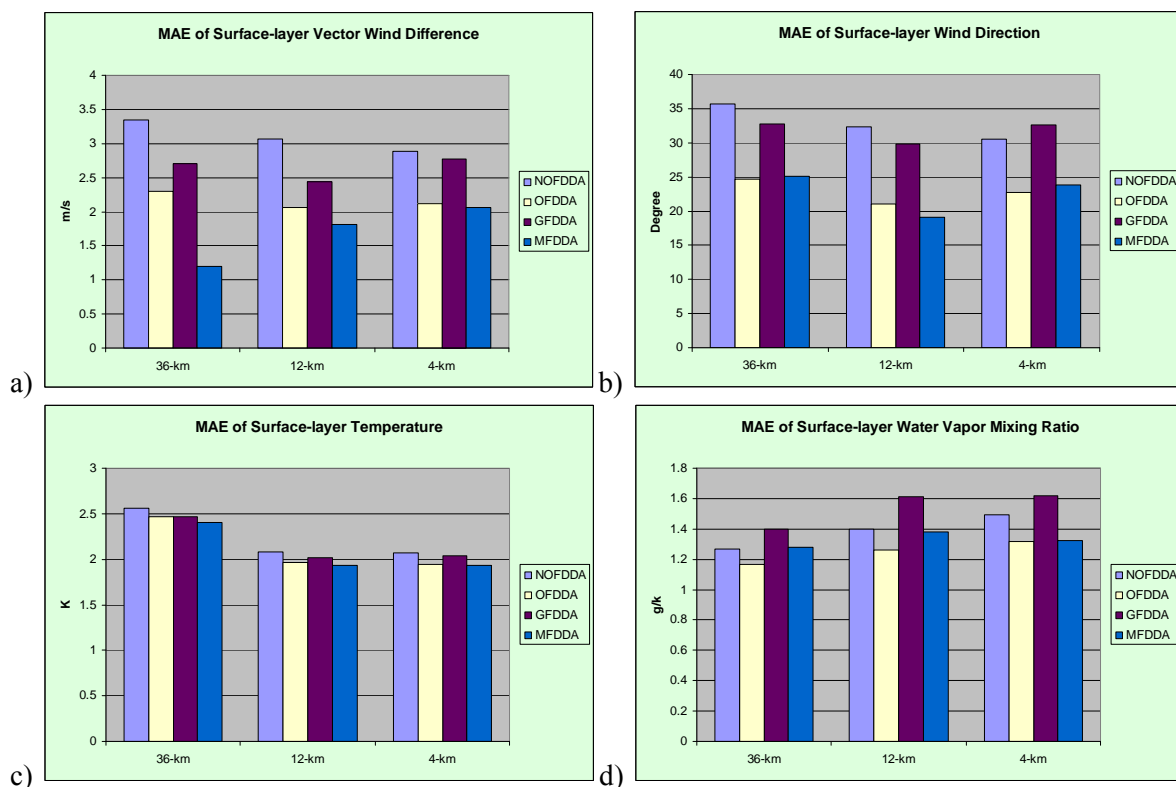 MAE of Surface-layer Vector Wind Difference
4
3.5
3
2.5
2
1.5
1
0.5
0
m/s
36-km 12-km 4-km
NOFDDA
OFDDA
GFDDA
MFDDA
a)
MAE of Surface-layer Wind Direction
40
35
30
25
20
15
10
5
0
Degree
36-km 12-km 4-km
NOFDDA
OFDDA
GFDDA
MFDDA
b)
MAE of Surface-layer Temperature
3
2.5
2
1.5
1
0.5
0
K
36-km 12-km 4-km
NOFDDA
OFDDA
GFDDA
MFDDA
c)
MAE of Surface-layer Water Vapor Mixing Ratio
1.8
1.6
1.4
1.2
1
0.8
0.6
0.4
0.2
0
g/k
36-km 12-km 4-km
NOFDDA
OFDDA
GFDDA
MFDDA
d)